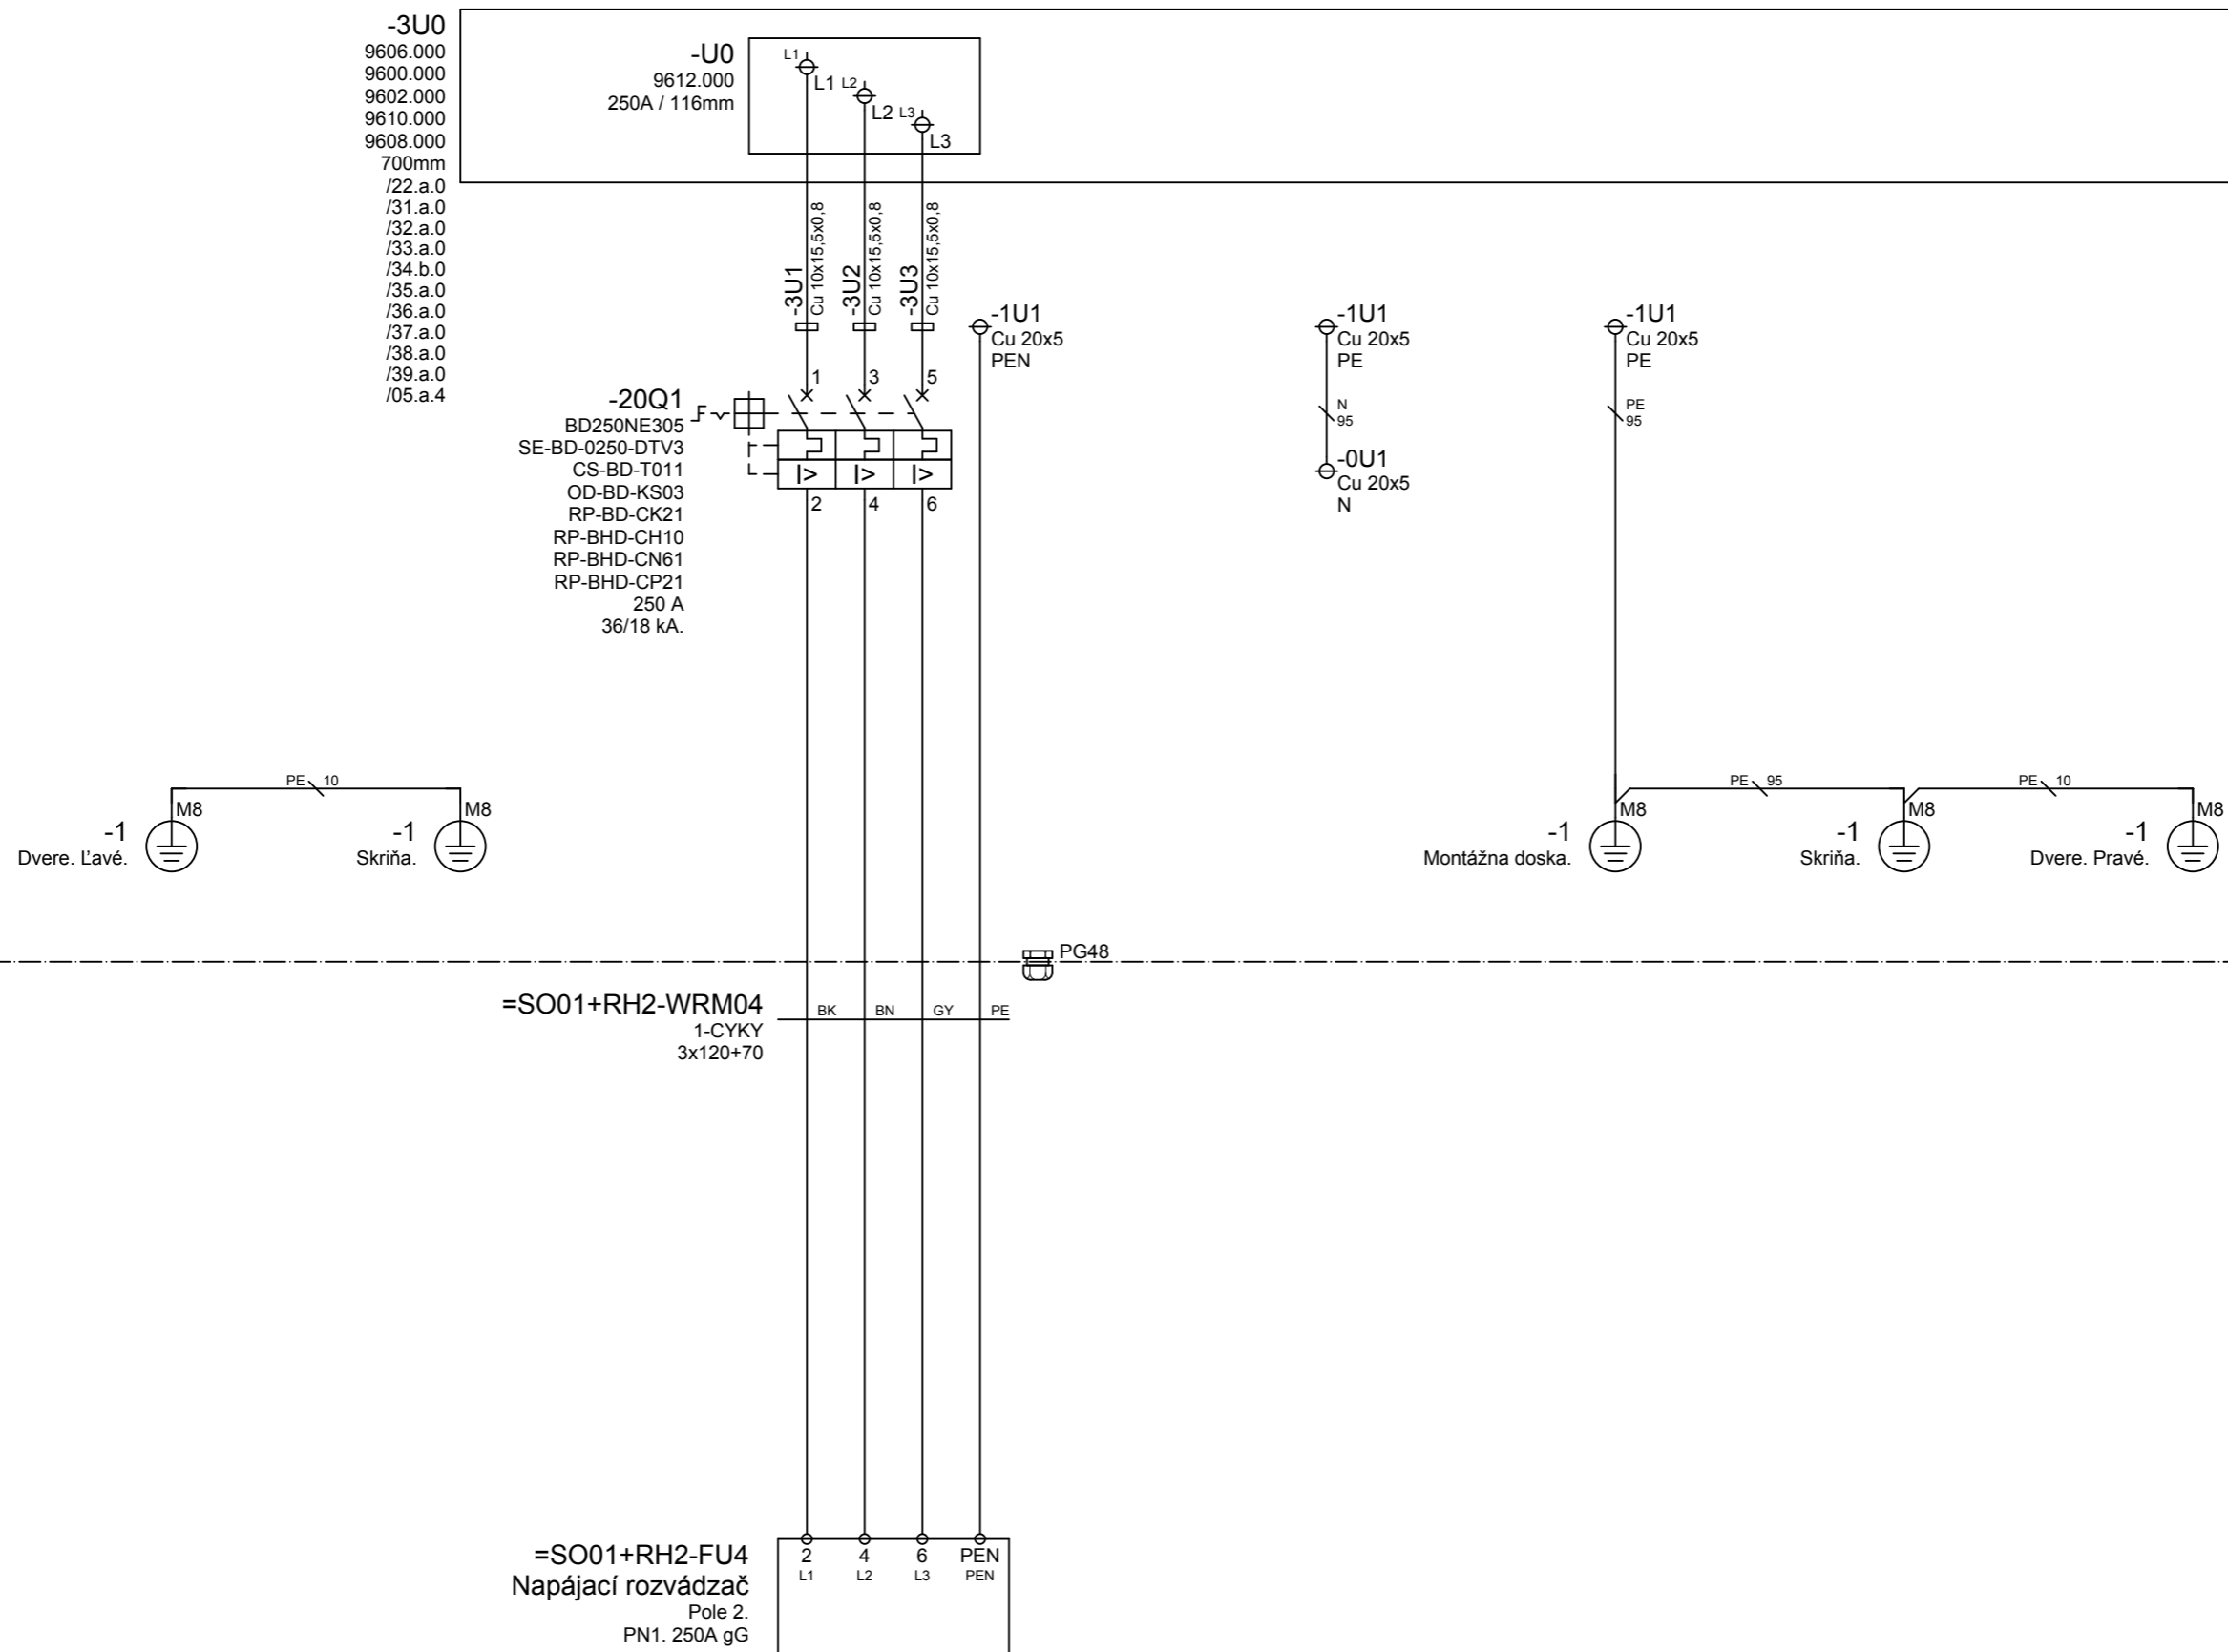 -3U0
9606.000
9600.000
9602.000
9610.000
9608.000
700mm
/22.a.0
/31.a.0
/32.a.0
/33.a.0
/34.b.0
/35.a.0
/36.a.0
/37.a.0
/38.a.0
/39.a.0
/05.a.4
-U0
9612.000
250A / 116mm
L1
L1
L2
L2
L3
L3
-3U1
Cu 10x15,5x0,8
-3U2
Cu 10x15,5x0,8
-3U3
Cu 10x15,5x0,8
-1U1
Cu 20x5
PEN
-1U1
Cu 20x5
PE
N
95
-0U1
Cu 20x5
N
-1U1
Cu 20x5
PE
PE
95
-20Q1
BD250NE305
SE-BD-0250-DTV3
CS-BD-T011
OD-BD-KS03
RP-BD-CK21
RP-BHD-CH10
RP-BHD-CN61
RP-BHD-CP21
250 A
36/18 kA.
1 3 5
I> I> I>
2 4 6
PE 10
M8
-1
Dvere. Ľavé.
M8
-1
Skriňa.
PE 95
PE 10
M8
-1
Montážna doska.
M8
-1
Skriňa.
M8
-1
Dvere. Pravé.
PG48
=SO01+RH2-WRM04
1-CYKY
3x120+70
BK BN GY PE
=SO01+RH2-FU4
Napájací rozvádzač
Pole 2.
PN1. 250A gG
2 4 6 PEN
L1 L2 L3 PEN